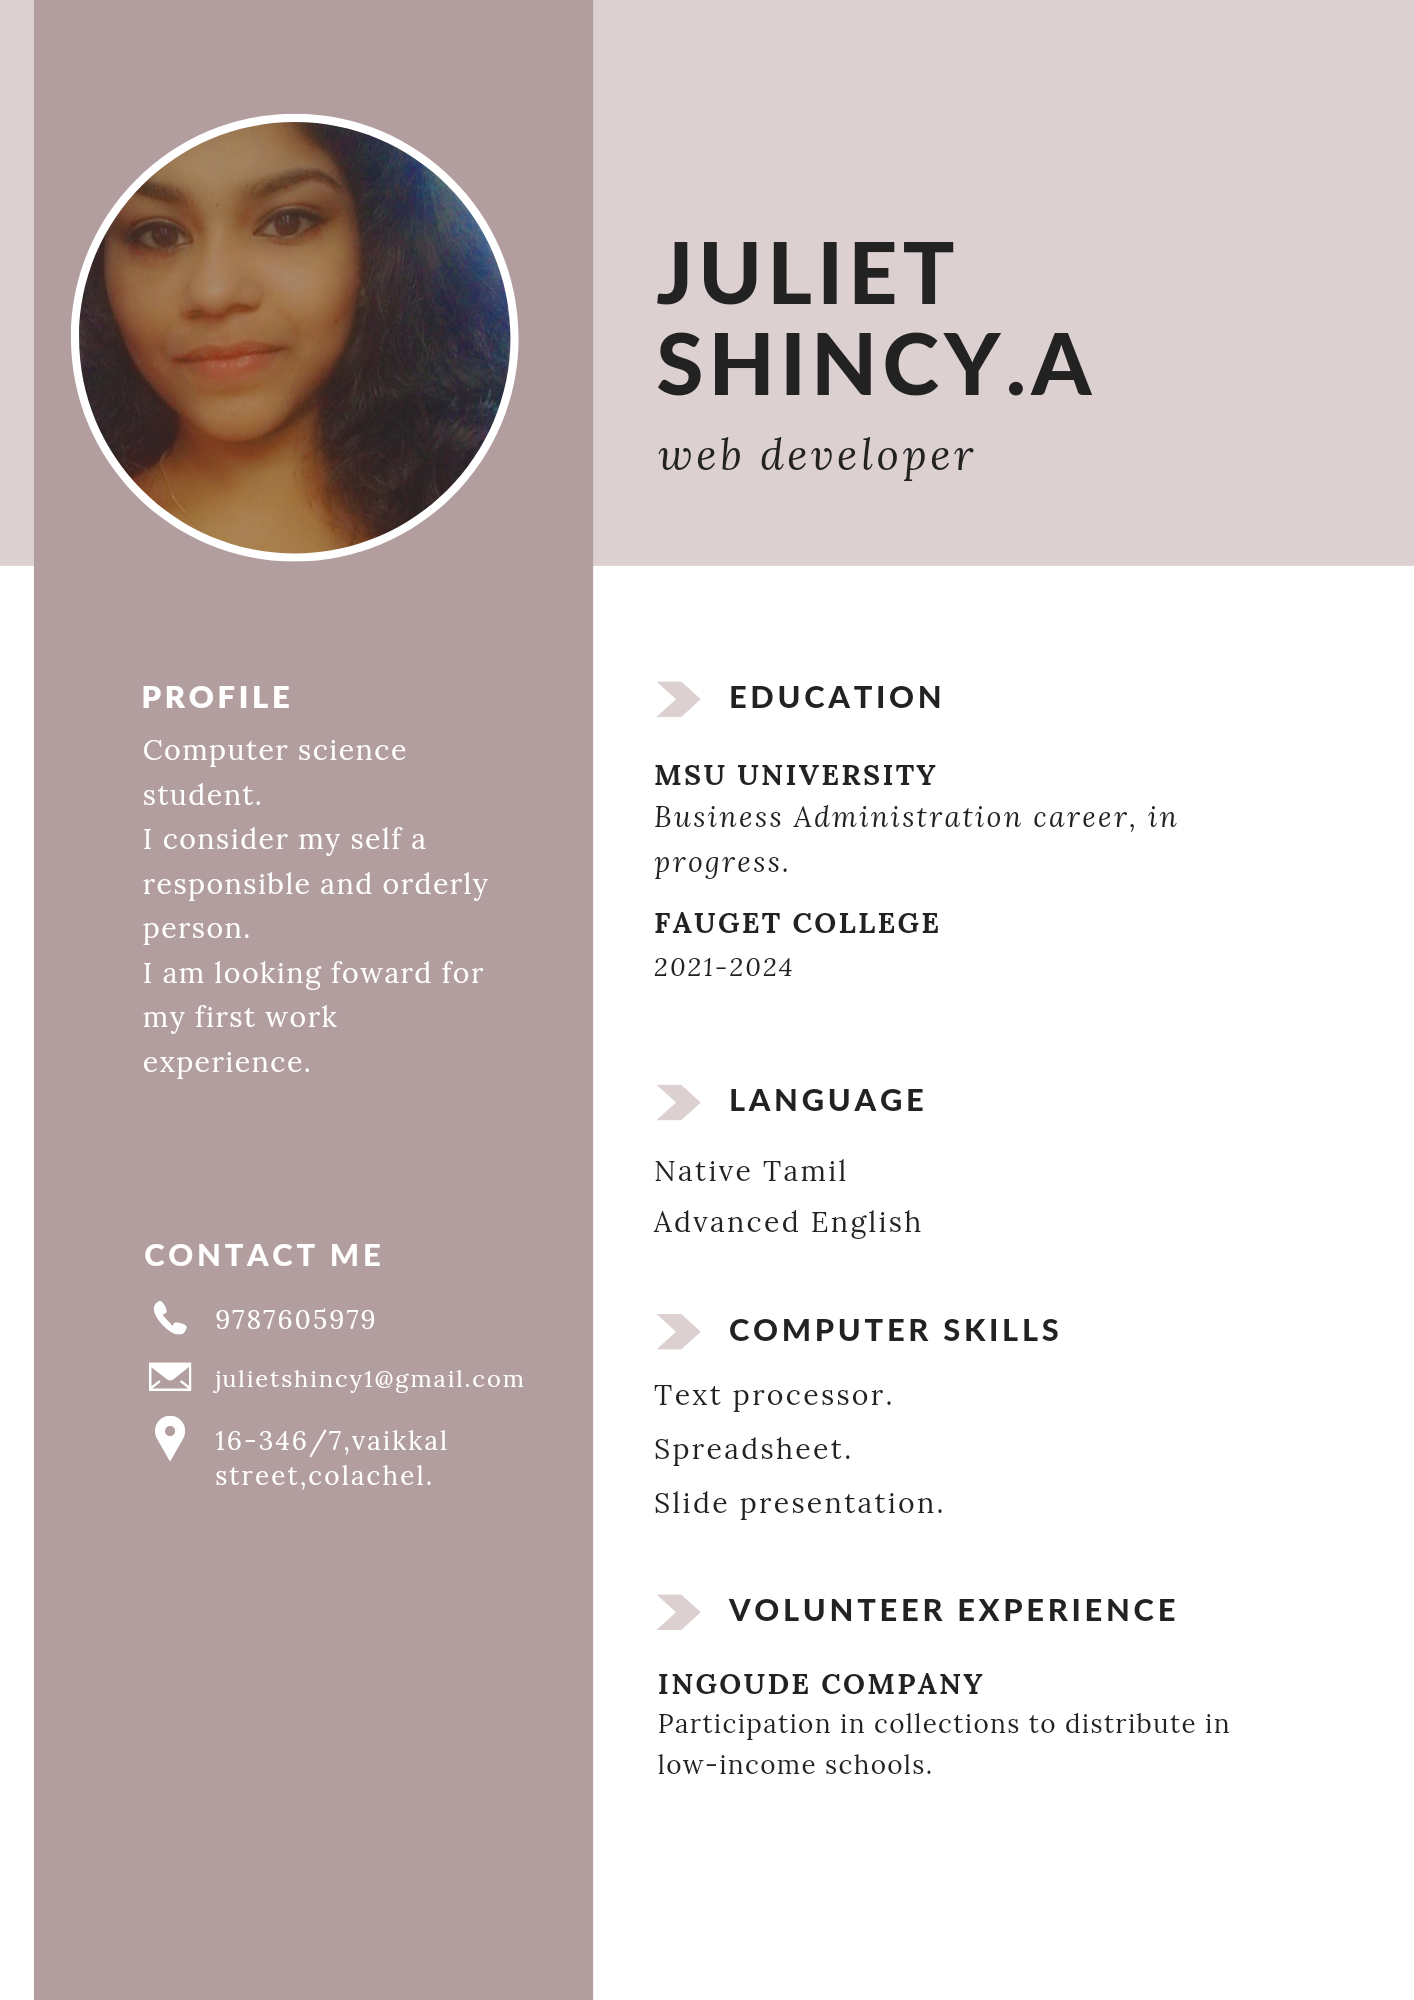 JULIET
SHINCY.A
web developer
PROFILE
Computer science
student.
I consider my self a
responsible and orderly
person.
I am looking foward for
my first work
experience.
CONTACT ME
9787605979
julietshincy1@gmail.com
16-346/7,vaikkal
street,colachel.
EDUCATION
MSU UNIVERSITY
Business Administration career, in
progress.
FAUGET COLLEGE
2021-2024
LANGUAGE
Native Tamil
Advanced English
COMPUTER SKILLS
Text processor.
Spreadsheet.
Slide presentation.
VOLUNTEER EXPERIENCE
INGOUDE COMPANY
Participation in collections to distribute in
low-income schools.